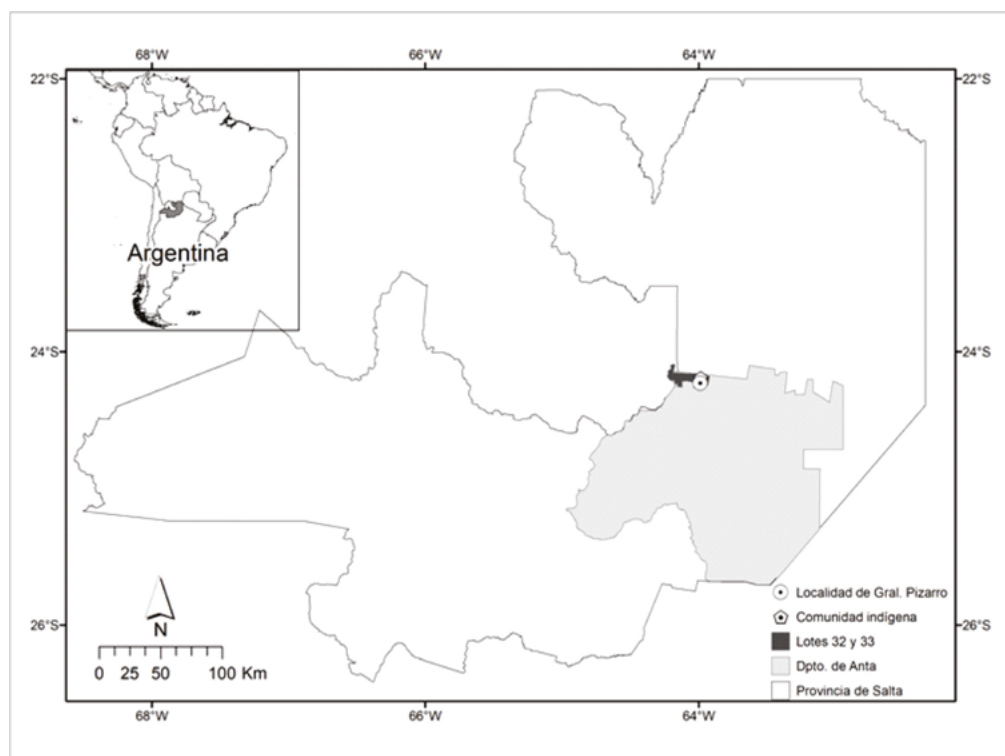 68°W 66°W 64°W
22°S 22°S
Argentina
24°S 24°S
Localidad de Gral. Pizarro
Comunidad indígena
26°S 26°S
N
Lotes 32 y 33
Dpto. de Anta
0 25 50 100 Km
Provincia de Salta
68°W 66°W 64°W